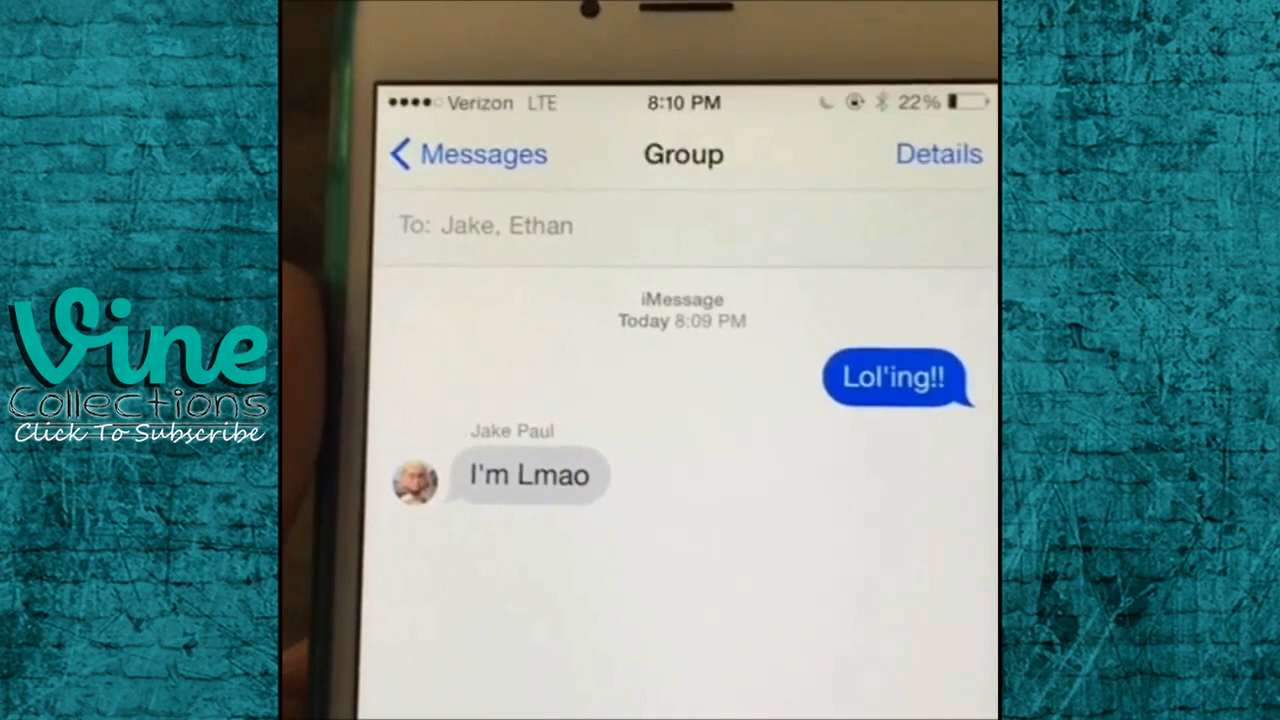 Verizon LTE 8:10 PM 22%
Messages Group Details
To: Jake, Ethan
iMessage
Today 8:09 PM
Lol'ing!!
Jake Paul
I'm Lmao
Vine
Collections
Click To Subscribe